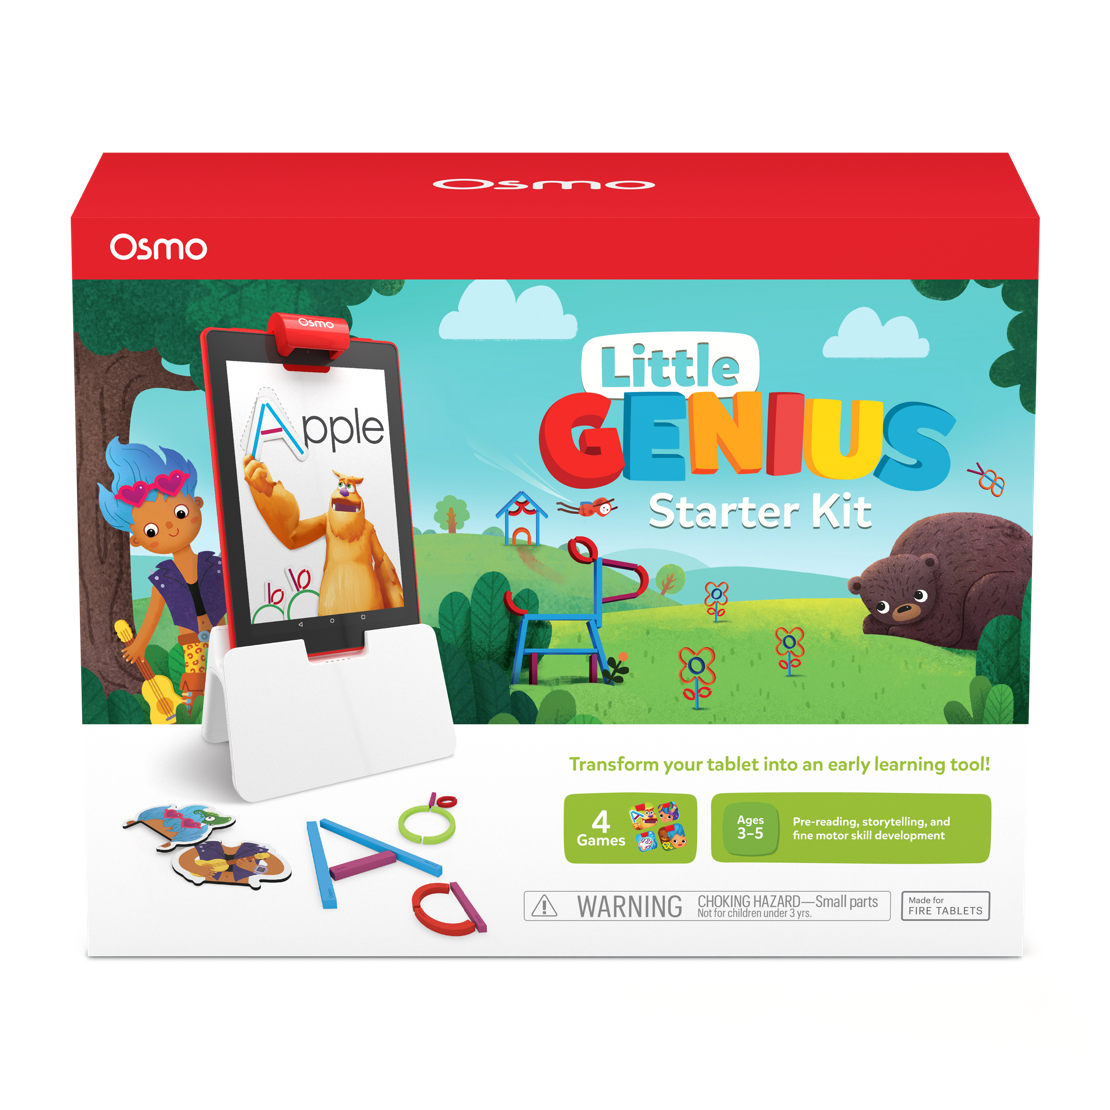 Osmo
Osmo
Osmo
Apple
Little
GENIUS
Starter Kit
Transform your tablet into an early learning tool!
4
Games
Ages
3–5
Pre-reading, storytelling, and
fine motor skill development
WARNING
CHOKING HAZARD—Small parts
Not for children under 3 yrs.
Made for
FIRE TABLETS